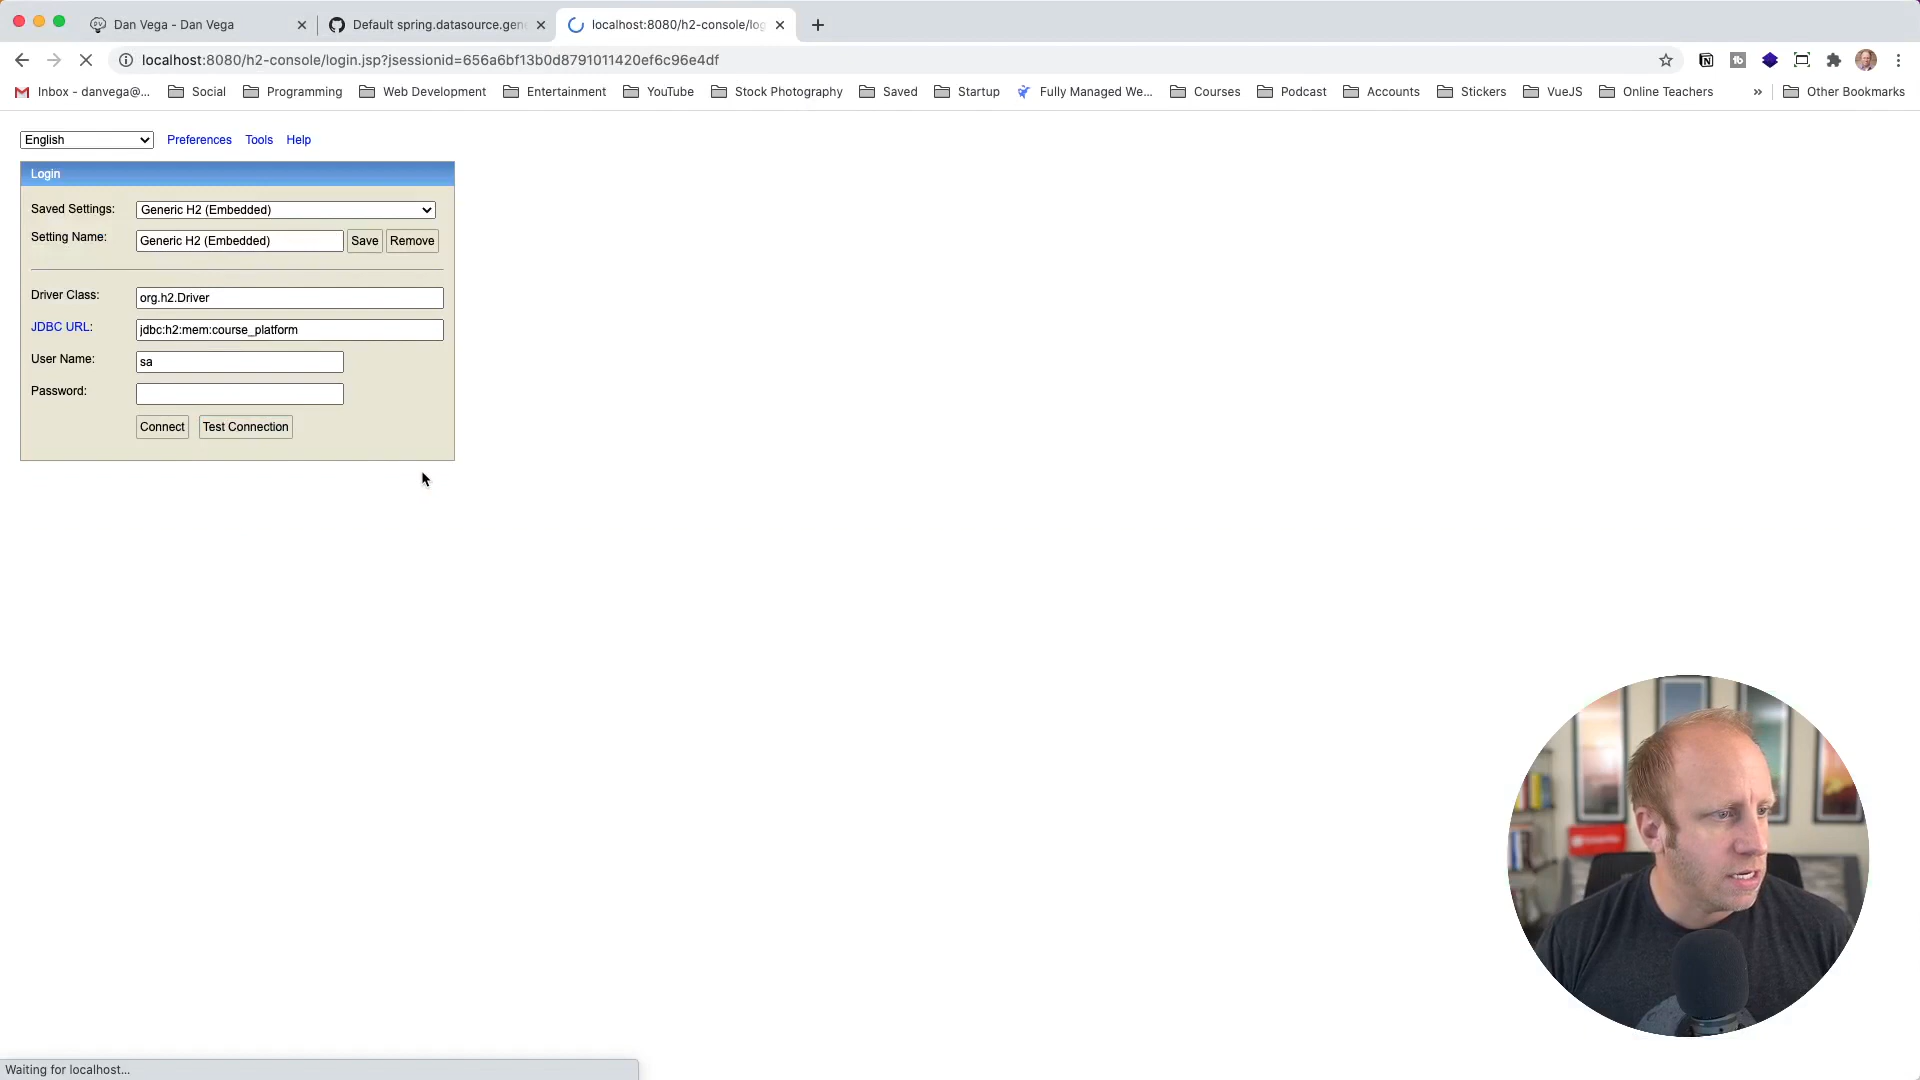 Dan Vega - Dan Vega
Default spring.datasource.gen
localhost:8080/h2-console/log
localhost:8080/h2-console/login.jsp?jsessionid=656a6bf13b0d8791011420ef6c96e4df
Inbox - danvega@... Social Programming Web Development Entertainment YouTube Stock Photography Saved Startup Fully Managed We... Courses Podcast Accounts Stickers VueJS Online Teachers » Other Bookmarks
English Preferences Tools Help
Login
Saved Settings: Generic H2 (Embedded)
Setting Name: Generic H2 (Embedded) Save Remove
Driver Class: org.h2.Driver
JDBC URL: jdbc:h2:mem:course_platform
User Name: sa
Password:
Connect Test Connection
Waiting for localhost...